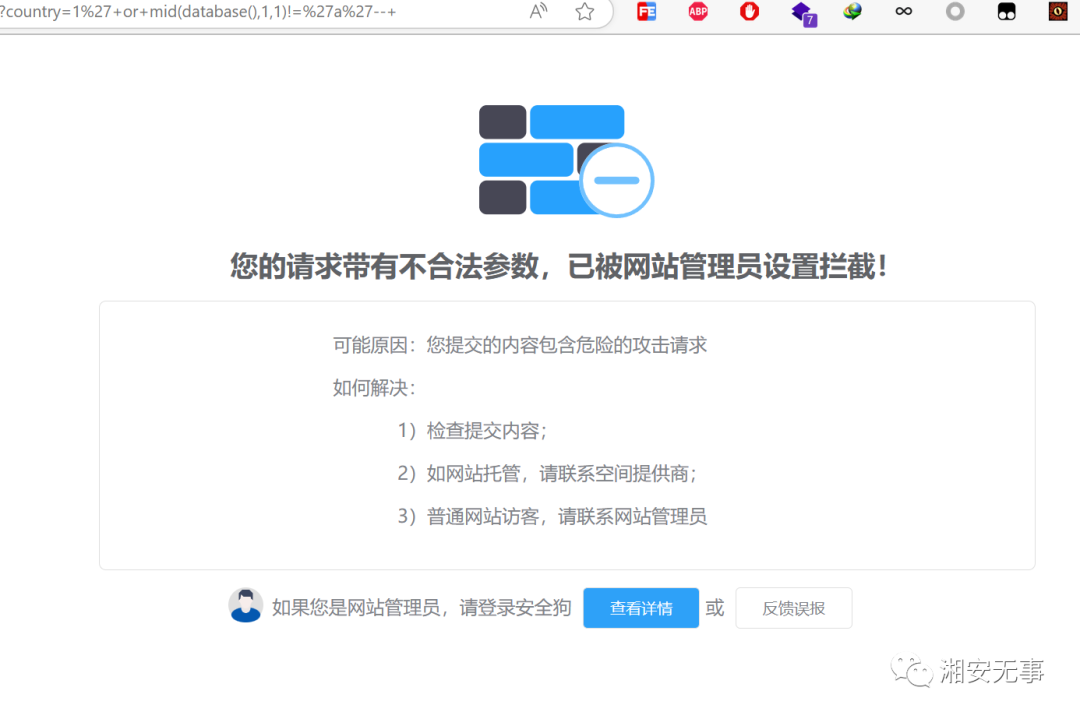 ?country=1%27+or+mid(database(),1,1)!=%27a%27--+
A
FE
ABP
7
您的请求带有不合法参数，已被网站管理员设置拦截！
可能原因：您提交的内容包含危险的攻击请求
如何解决：
1）检查提交内容；
2）如网站托管，请联系空间提供商；
3）普通网站访客，请联系网站管理员
如果您是网站管理员，请登录安全狗 查看详情 或 反馈误报
湘安无事